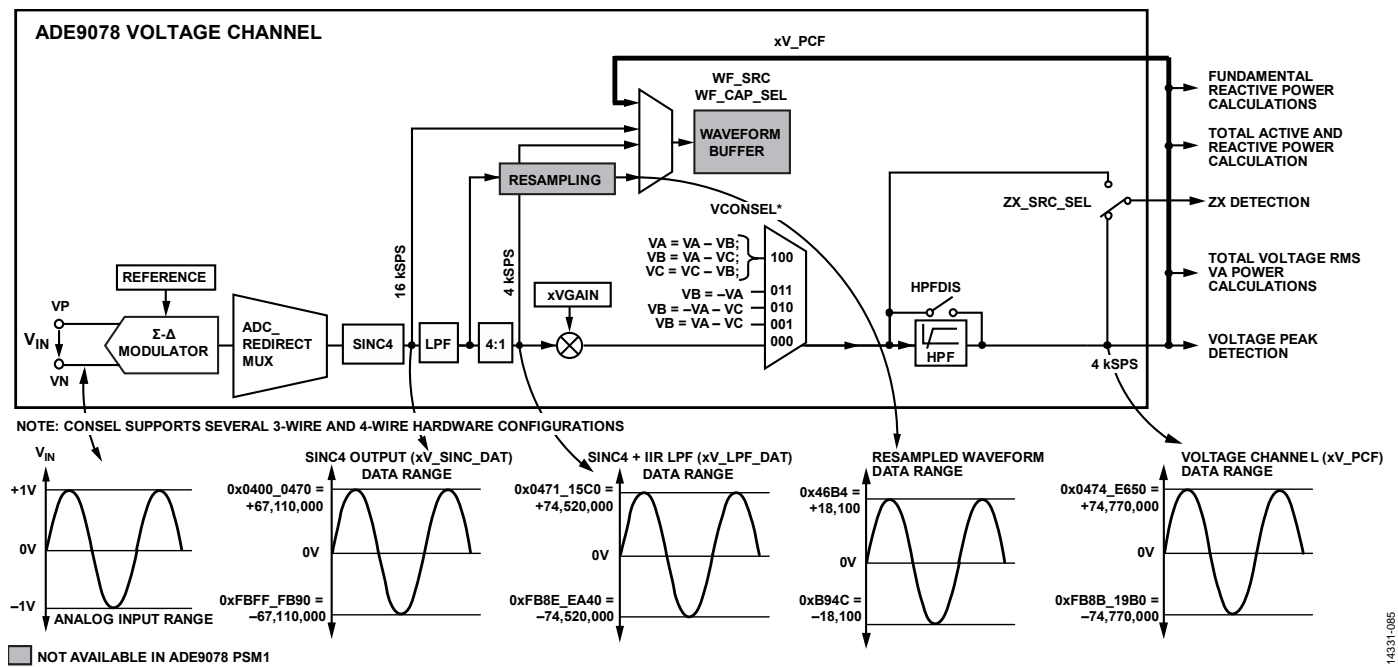 ADE9078 VOLTAGE CHANNEL
xV_PCF
WF_SRC
WF_CAP_SEL
WAVEFORM
BUFFER
RESAMPLING
VCONSEL*
16 kSPS
4 kSPS
VA = VA – VB;
VB = VA – VC;
VC = VC – VB;
100
VB = –VA
011
VB = –VA – VC
010
VB = VA – VC
001
000
REFERENCE
VP
VIN
VN
Σ-Δ
MODULATOR
ADC_
REDIRECT
MUX
SINC4
LPF
4:1
xVGAIN
HPFDIS
HPF
ZX_SRC_SEL
4 kSPS
FUNDAMENTAL
REACTIVE POWER
CALCULATIONS
TOTAL ACTIVE AND
REACTIVE POWER
CALCULATION
ZX DETECTION
TOTAL VOLTAGE RMS
VA POWER
CALCULATIONS
VOLTAGE PEAK
DETECTION
NOTE: CONSEL SUPPORTS SEVERAL 3-WIRE AND 4-WIRE HARDWARE CONFIGURATIONS
VIN
+1V
0V
–1V
ANALOG INPUT RANGE
SINC4 OUTPUT (xV_SINC_DAT)
DATA RANGE
0x0400_0470 =
+67,110,000
0V
0xFBFF_FB90 =
–67,110,000
SINC4 + IIR LPF (xV_LPF_DAT)
DATA RANGE
0x0471_15C0 =
+74,520,000
0V
0xFB8E_EA40 =
–74,520,000
RESAMPLED WAVEFORM
DATA RANGE
0x46B4 =
+18,100
0V
0xB94C =
–18,100
VOLTAGE CHANNEL (xV_PCF)
DATA RANGE
0x0474_E650 =
+74,770,000
0V
0xFB8B_19B0 =
–74,770,000
NOT AVAILABLE IN ADE9078 PSM1
14331-085